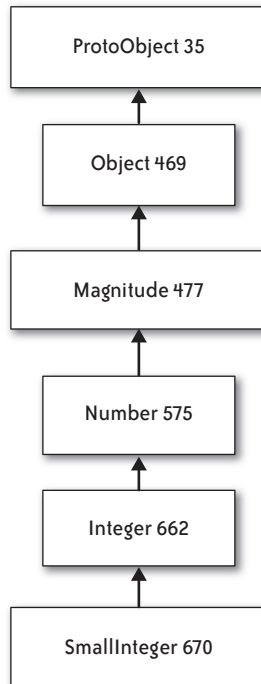 ProtoObject 35
Object 469
Magnitude 477
Number 575
Integer 662
SmallInteger 670